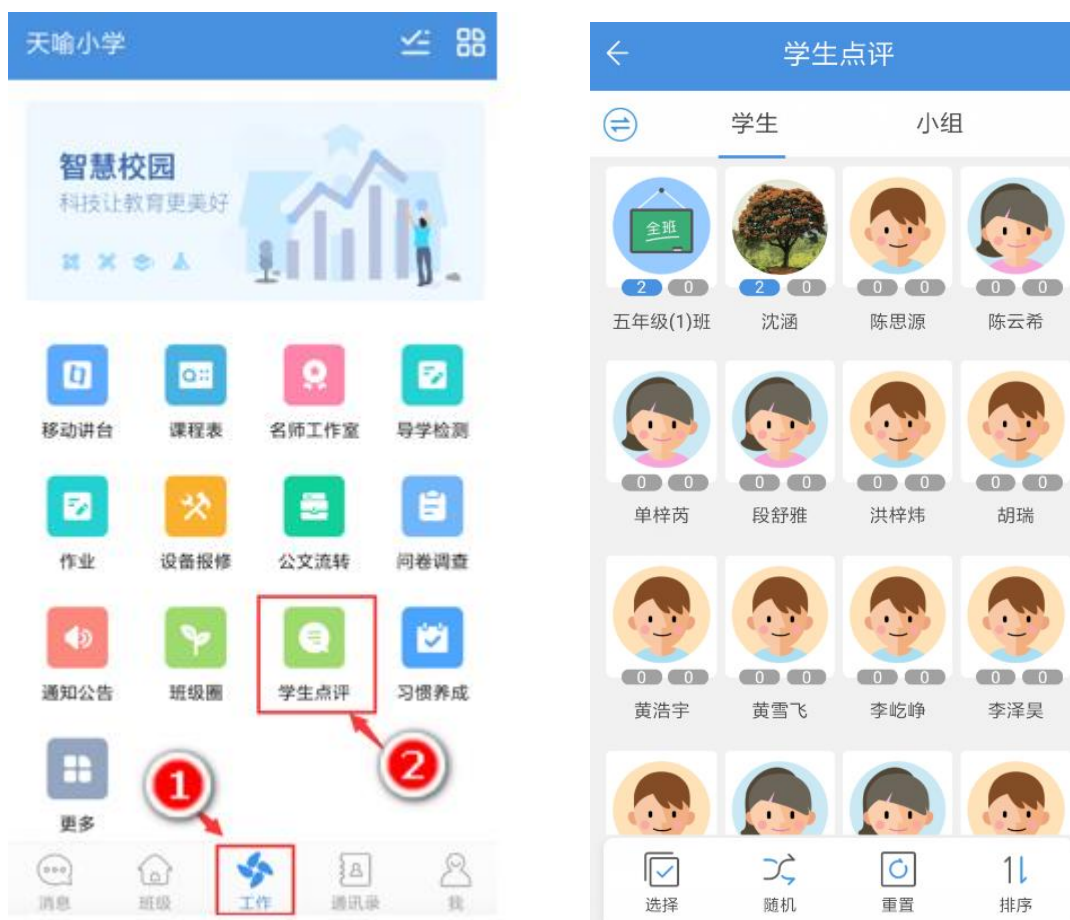 天喻小学
智慧校园
科技让教育更美好
移动讲台 课程表 名师工作室 导学检测
作业 设备报修 公文流转 问卷调查
通知公告 班级圈 学生点评 习惯养成
更多
1
2
消息 班级 工作 通讯录 我
学生点评
学生 小组
全班
2 0 2 0 0 0 0 0
五年级(1)班 沈涵 陈思源 陈云希
0 0 0 0 0 0 0 0
单梓芮 段舒雅 洪梓炜 胡瑞
0 0 0 0 0 0 0 0
黄浩宇 黄雪飞 李屹峥 李泽昊
选择 随机 重置 排序